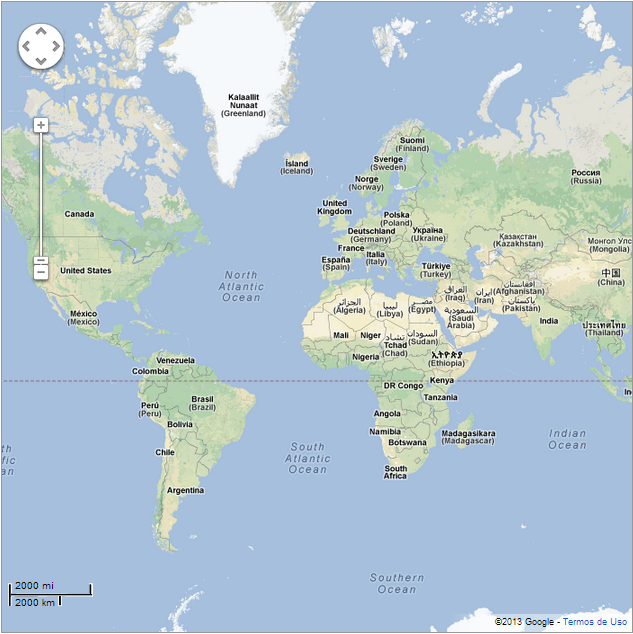 Kalaallit
Nunaat
(Greenland)
Suomi
(Finland)
Ísland
(Iceland)
Sverige
(Sweden)
Norge
(Norway)
Россия
(Russia)
United
Kingdom
Polska
(Poland)
Canada
Deutschland
(Germany)
Україна
(Ukraine)
Қазақстан
(Kazakhstan)
Монгол Улс
(Mongolia)
France
Italia
(Italy)
España
(Spain)
Türkiye
(Turkey)
中国
(China)
United States
North
Atlantic
Ocean
العراق
(Iraq)
ایران
(Iran)
افغانستان
(Afghanistan)
پاکستان
(Pakistan)
الجزائر
(Algeria)
ليبيا
(Libya)
مصر
(Egypt)
السعودية
(Saudi
Arabia)
México
(Mexico)
India
ประเทศไทย
(Thailand)
Mali
Niger
السودان
(Sudan)
تشاد
Tchad
(Chad)
Nigeria
ኢትዮጵያ
(Ethiopia)
Venezuela
Colombia
DR Congo
Kenya
In
Perú
(Peru)
Brasil
(Brazil)
Tanzania
Angola
Bolivia
Namibia
Botswana
Madagasikara
(Madagascar)
Indian
Ocean
th
fic
an
Chile
South
Atlantic
Ocean
South
Africa
Argentina
Southern
Ocean
2000 mi
2000 km
©2013 Google - Termos de Uso